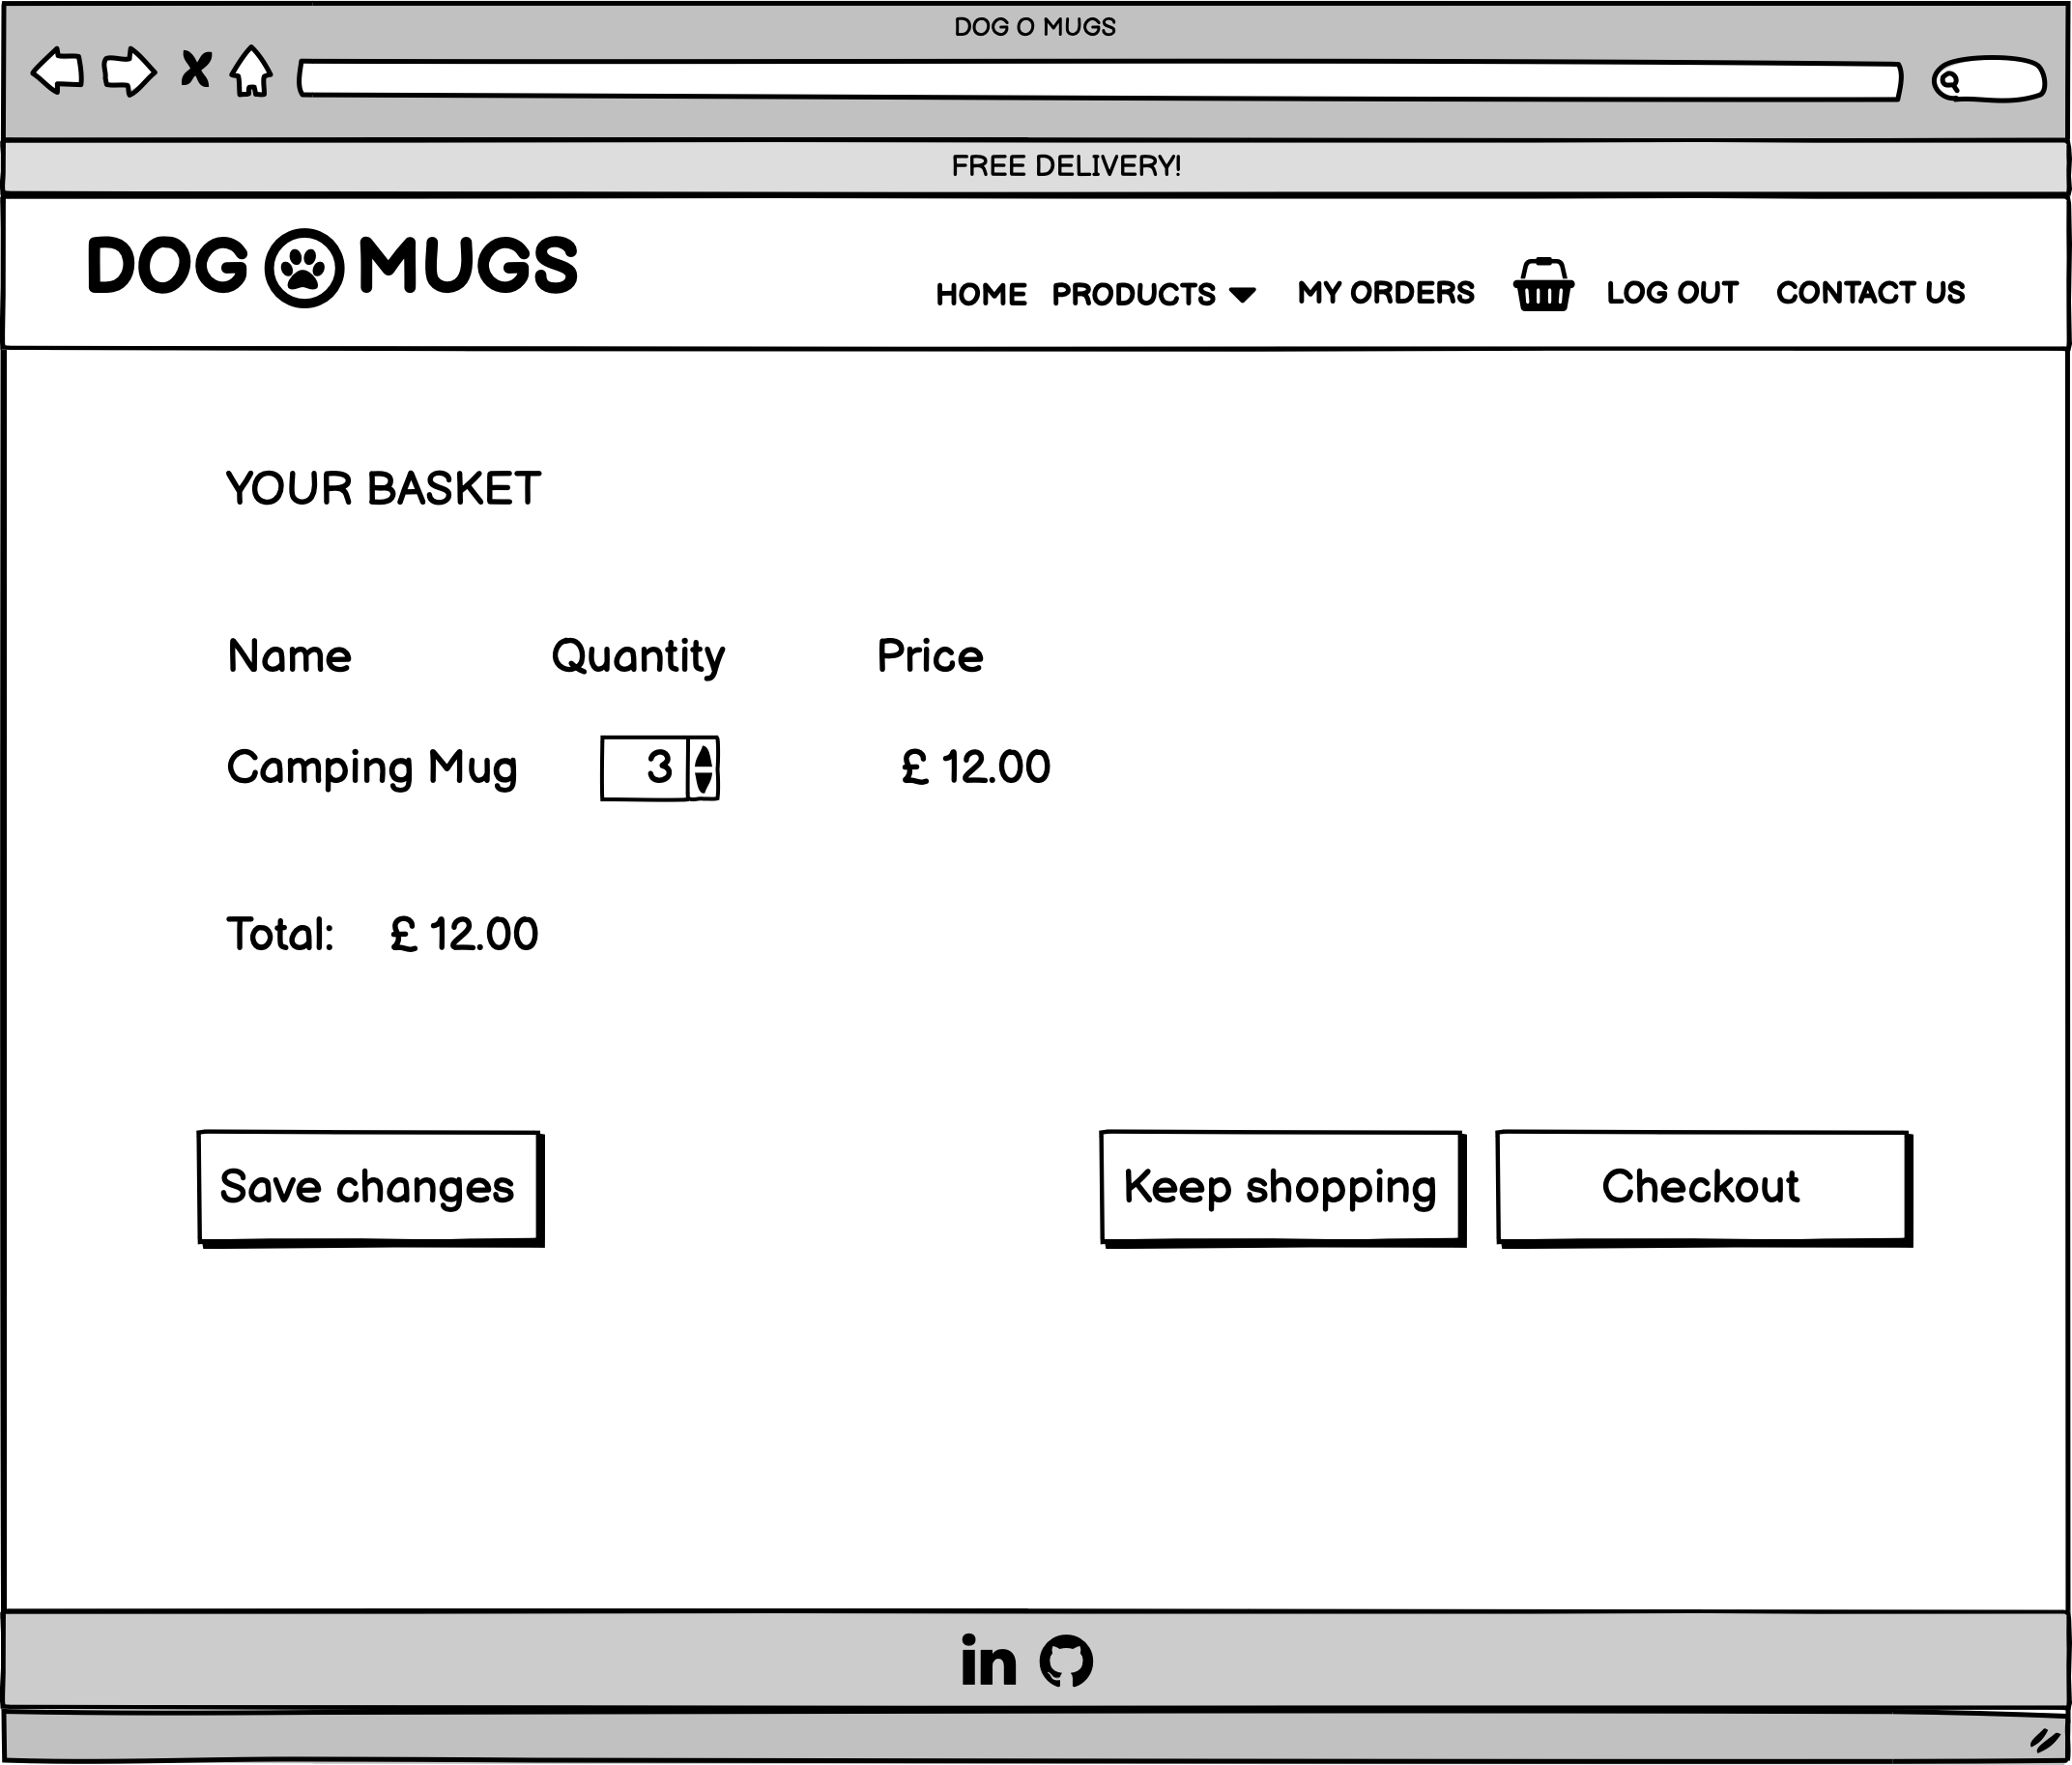 DOG O MUGS
FREE DELIVERY!
DOG MUGS
HOME PRODUCTS MY ORDERS LOG OUT CONTACT US
YOUR BASKET
Name Quantity Price
Camping Mug 3 £ 12.00
Total: £ 12.00
Save changes Keep shopping Checkout
in